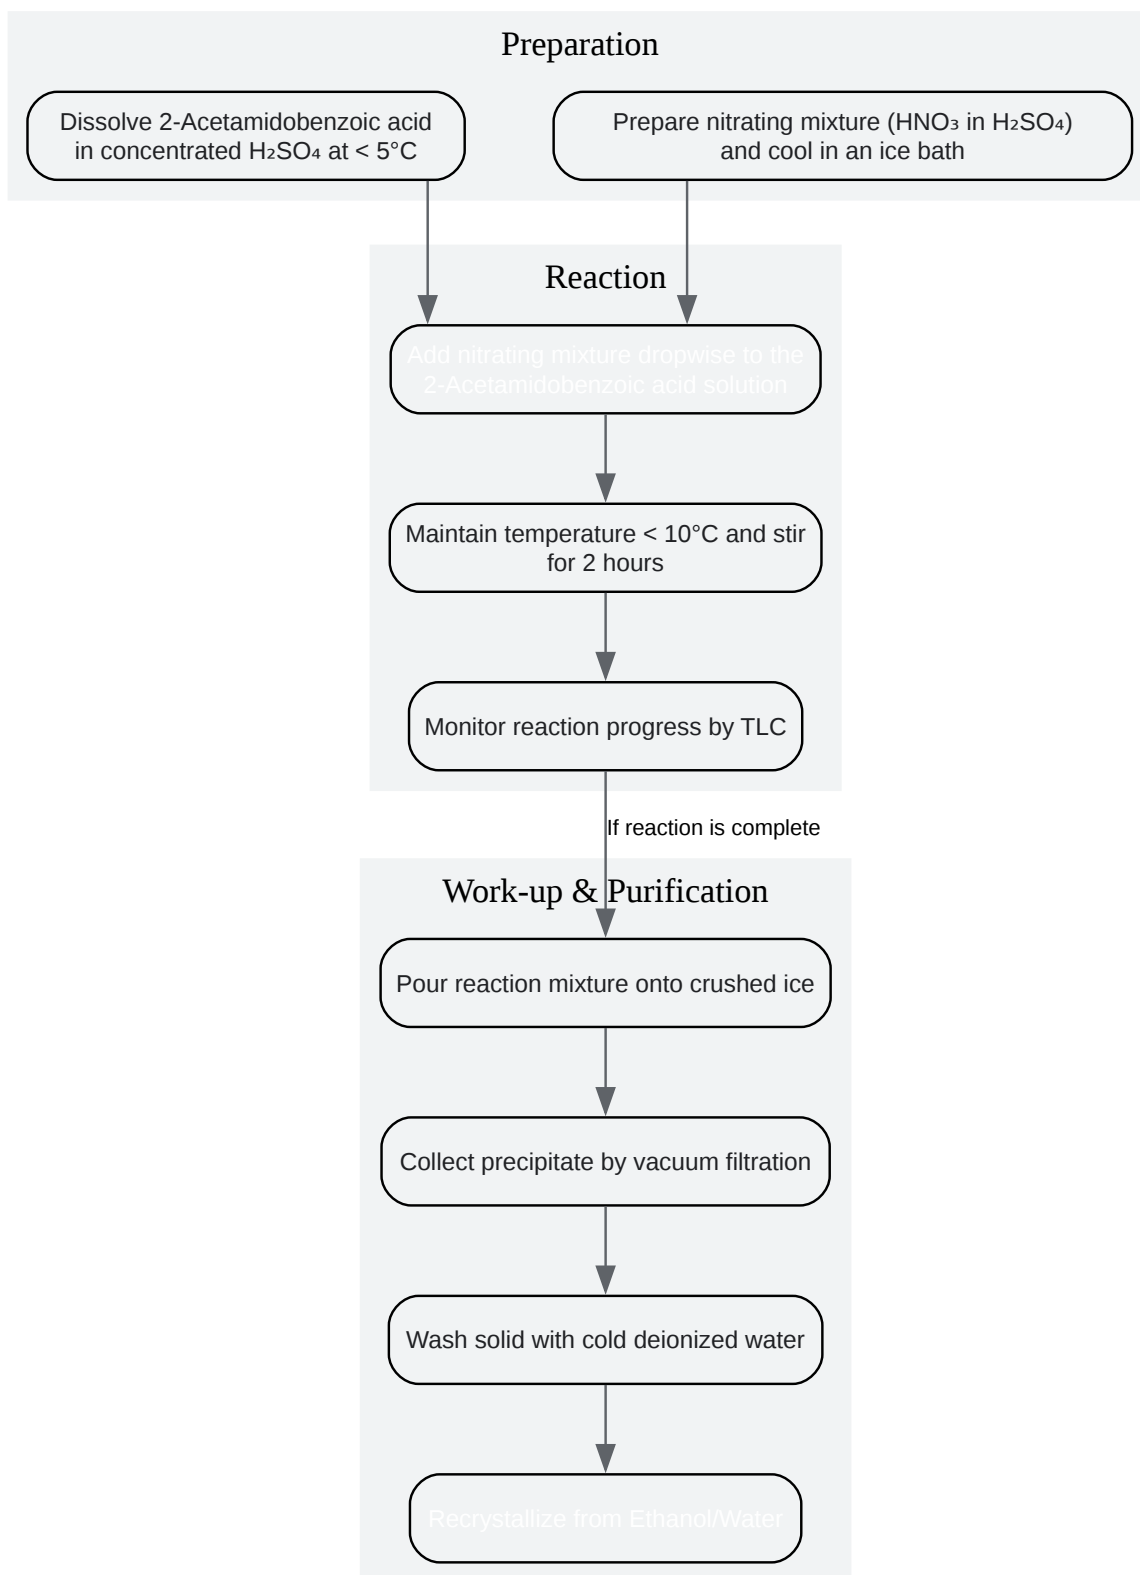 Preparation
Dissolve 2-Acetamidobenzoic acid
in concentrated H₂SO₄ at < 5°C
Prepare nitrating mixture (HNO₃ in H₂SO₄)
and cool in an ice bath
Reaction
Add nitrating mixture dropwise to the
2-Acetamidobenzoic acid solution
Maintain temperature < 10°C and stir
for 2 hours
Monitor reaction progress by TLC
If reaction is complete
Work-up & Purification
Pour reaction mixture onto crushed ice
Collect precipitate by vacuum filtration
Wash solid with cold deionized water
Recrystallize from Ethanol/Water